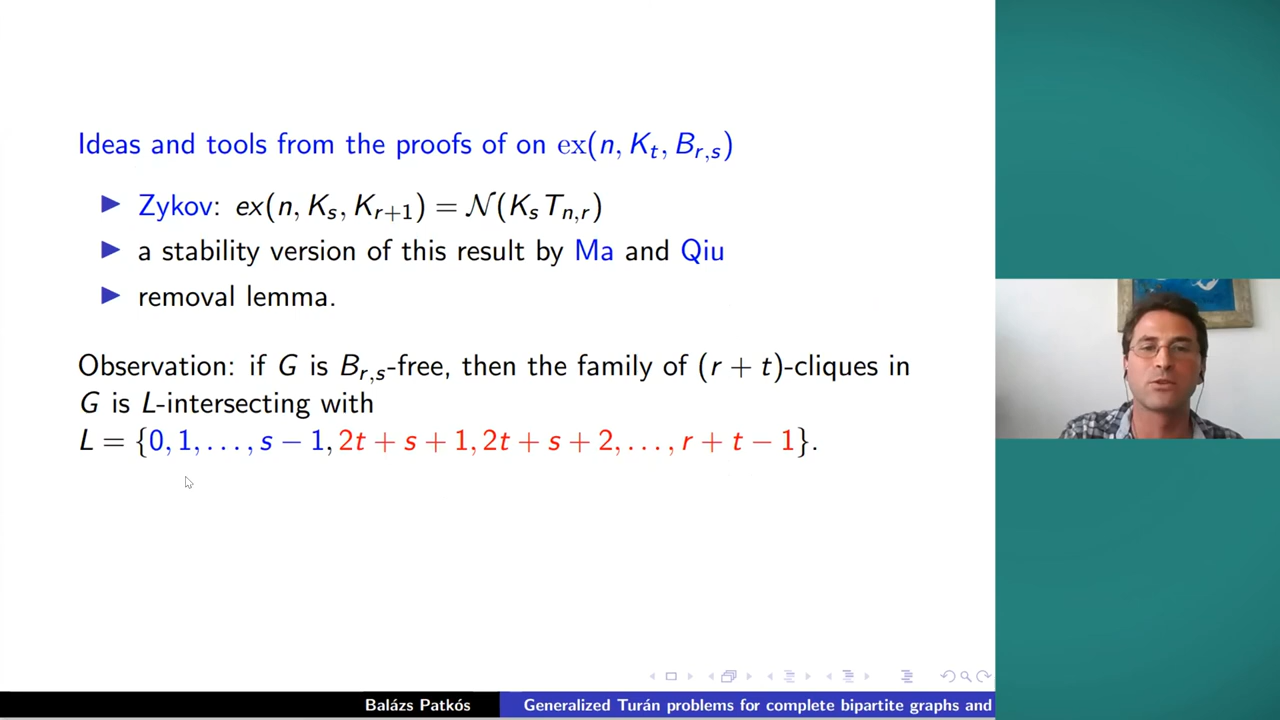 Ideas and tools from the proofs of on ex(n, K_t, B_{r,s})
▶ Zykov: ex(n, K_s, K_{r+1}) = 𝒩(K_s T_{n,r})
▶ a stability version of this result by Ma and Qiu
▶ removal lemma.
Observation: if G is B_{r,s}-free, then the family of (r + t)-cliques in
G is L-intersecting with
L = {0, 1, . . . , s − 1, 2t + s + 1, 2t + s + 2, . . . , r + t − 1}.
Balázs Patkós Generalized Turán problems for complete bipartite graphs and